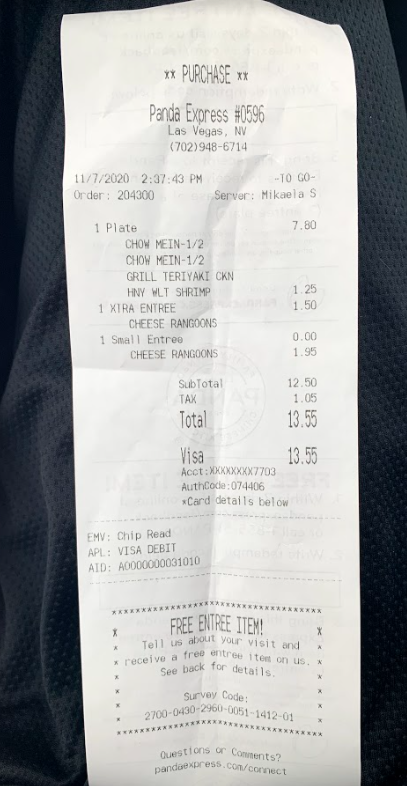 ** PURCHASE **
Panda Express #0596
Las Vegas, NV
(702)948-6714
11/7/2020 2:37:43 PM -TO GO-
Order: 204300 Server: Mikaela S
1 Plate 7.80
CHOW MEIN-1/2
CHOW MEIN-1/2
GRILL TERIYAKI CKN
HNY WLT SHRIMP 1.25
1 XTRA ENTREE 1.50
CHEESE RANGOONS
1 Small Entree 0.00
CHEESE RANGOONS 1.95
SubTotal 12.50
TAX 1.05
Total 13.55
Visa 13.55
Acct:XXXXXXXX7703
AuthCode:074406
*Card details below
EMV: Chip Read
APL: VISA DEBIT
AID: A0000000031010
FREE ENTREE ITEM!
Tell us about your visit and
receive a free entree item on us.
See back for details.
Survey Code:
2700-0430-2960-0051-1412-01
Questions or Comments?
pandaexpress.com/connect